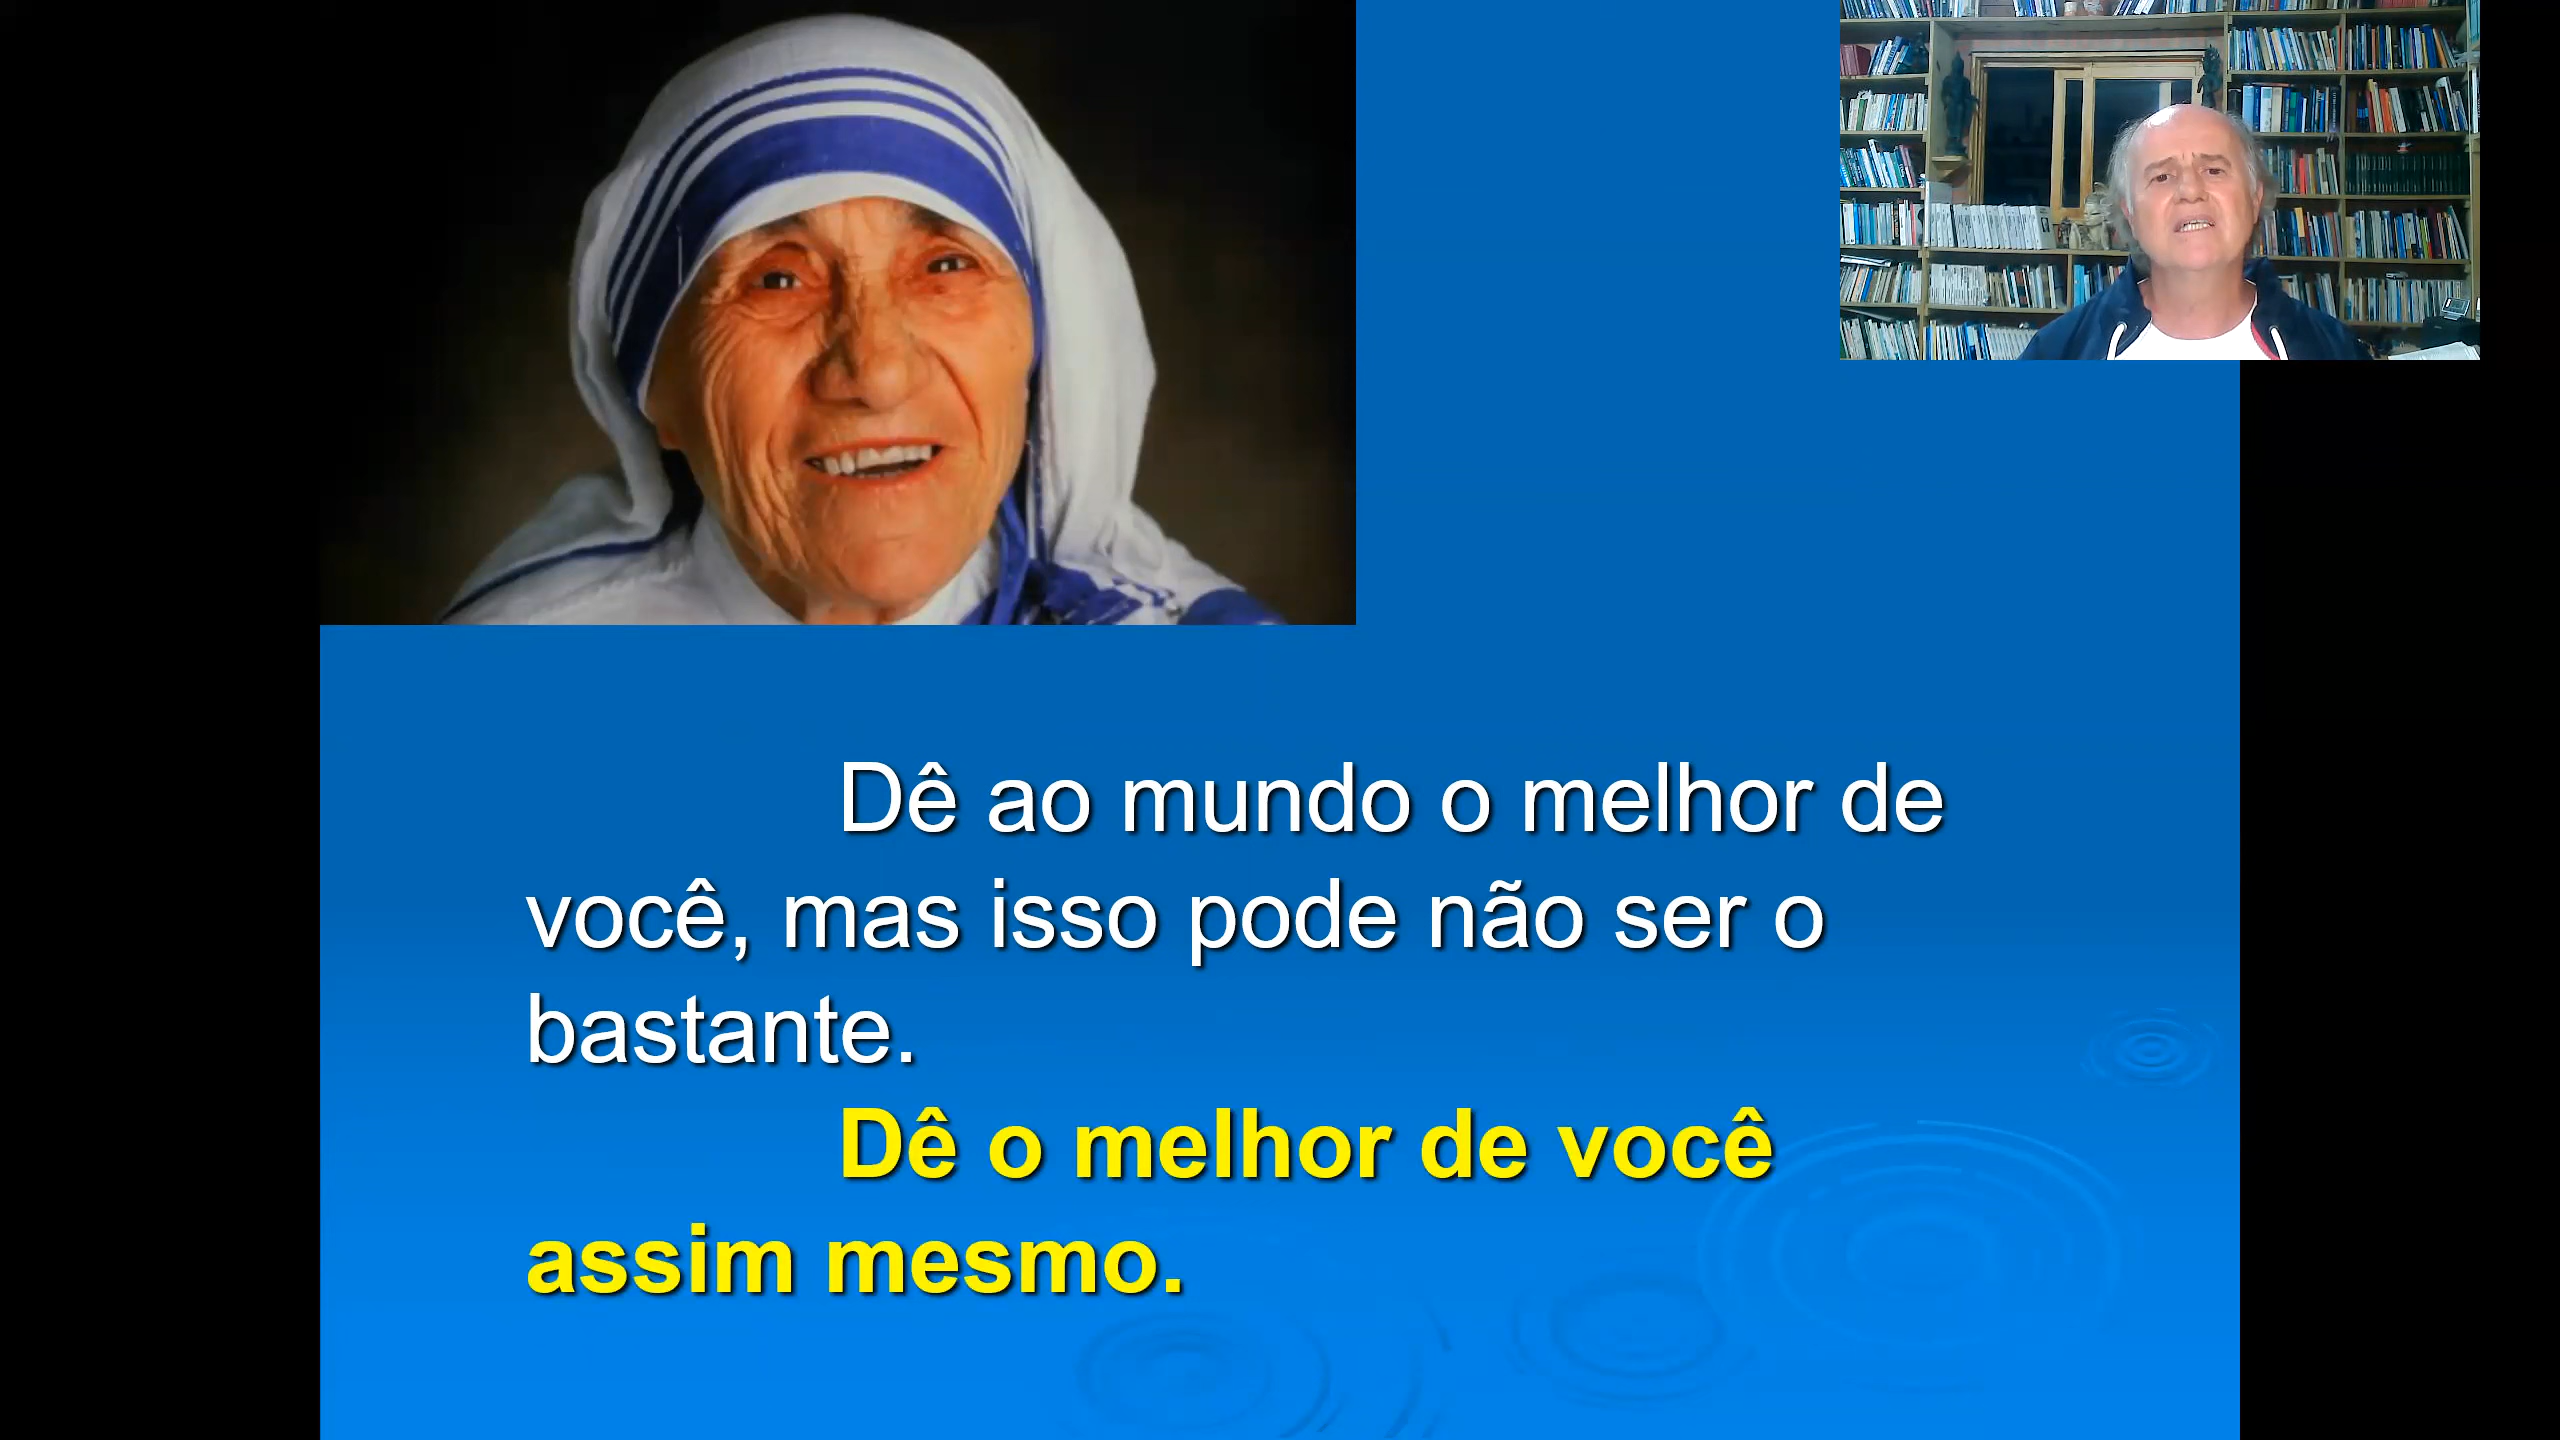 Dê ao mundo o melhor de
você, mas isso pode não ser o
bastante.
Dê o melhor de você
assim mesmo.